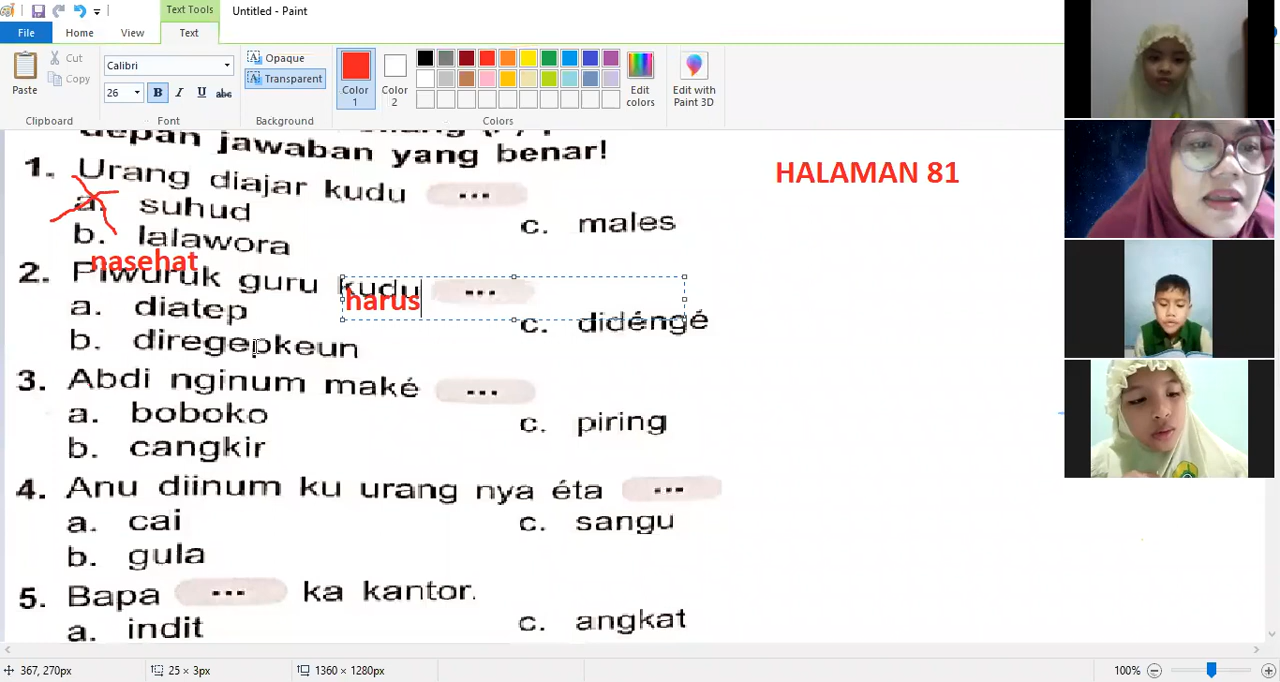 Text Tools
Untitled - Paint
File
Home
View
Text
Paste
Cut
Copy
Clipboard
Calibri
26
B
I
U
abc
Font
Opaque
Transparent
Background
Color 1
Color 2
Edit colors
Edit with Paint 3D
Colors
depan jawaban yang benar!
HALAMAN 81
1. Urang diajar kudu ...
a. suhud
b. lalawora
c. males
nasehat
2. Piwuruk guru kudu ...
harus
a. diatep
b. diregepkeun
c. didéngé
3. Abdi nginum maké ...
a. boboko
b. cangkir
c. piring
4. Anu diinum ku urang nya éta ...
a. cai
b. gula
c. sangu
5. Bapa ... ka kantor.
a. indit
c. angkat
367, 270px
25 × 3px
1360 × 1280px
100%